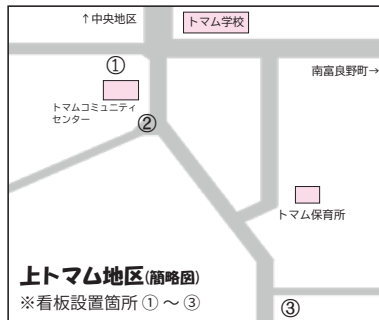 ↑中央地区
トマム学校
南富良野町→
①
トマムコミュニティ
センター
②
トマム保育所
上トマム地区(簡略図)
※看板設置箇所①～③
③